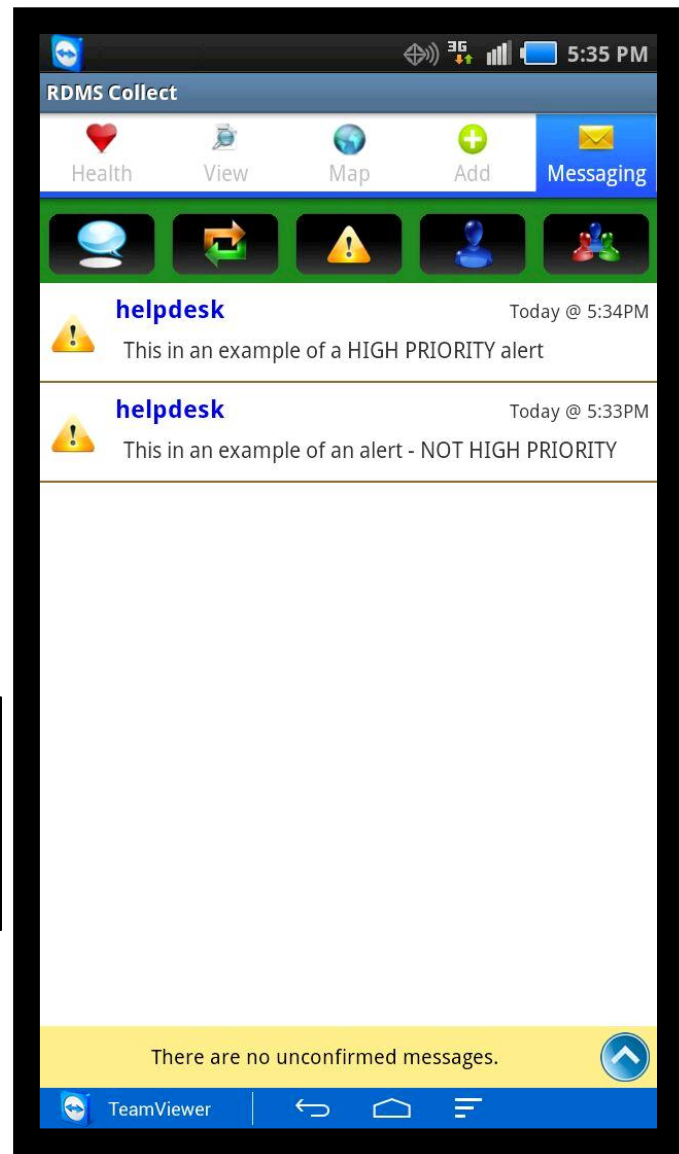 3G 5:35 PM
RDMS Collect
Health View Map Add Messaging
helpdesk Today @ 5:34PM
This in an example of a HIGH PRIORITY alert
helpdesk Today @ 5:33PM
This in an example of an alert - NOT HIGH PRIORITY
There are no unconfirmed messages.
TeamViewer